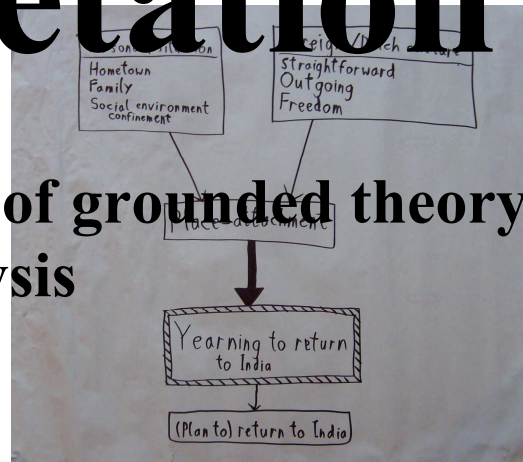 etation
Hometown
Family
Social environment
confinement
straightforward
Outgoing
Freedom
of grounded theory
Place-attachment
ysis
Yearning to return
to India
(Plan to) return to India